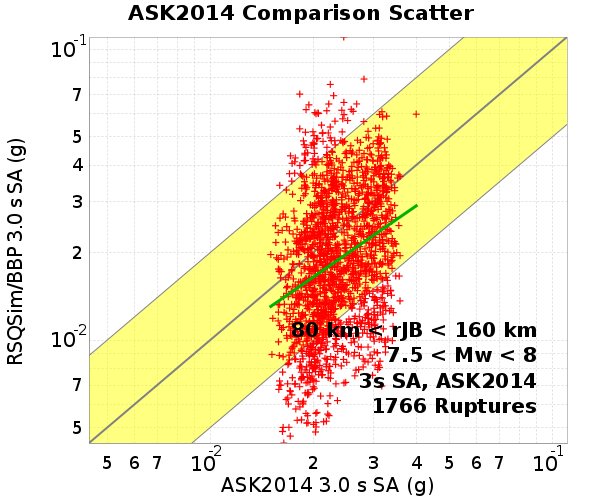 ASK2014 Comparison Scatter
RSQSim/BBP 3.0 s SA (g)
10-1
7
5
4
3
2
10-2
7
5
80 km < rJB < 160 km
7.5 < Mw < 8
3s SA, ASK2014
1766 Ruptures
5 6 7 10-2 2 3 4 5 6 7 10-1
ASK2014 3.0 s SA (g)